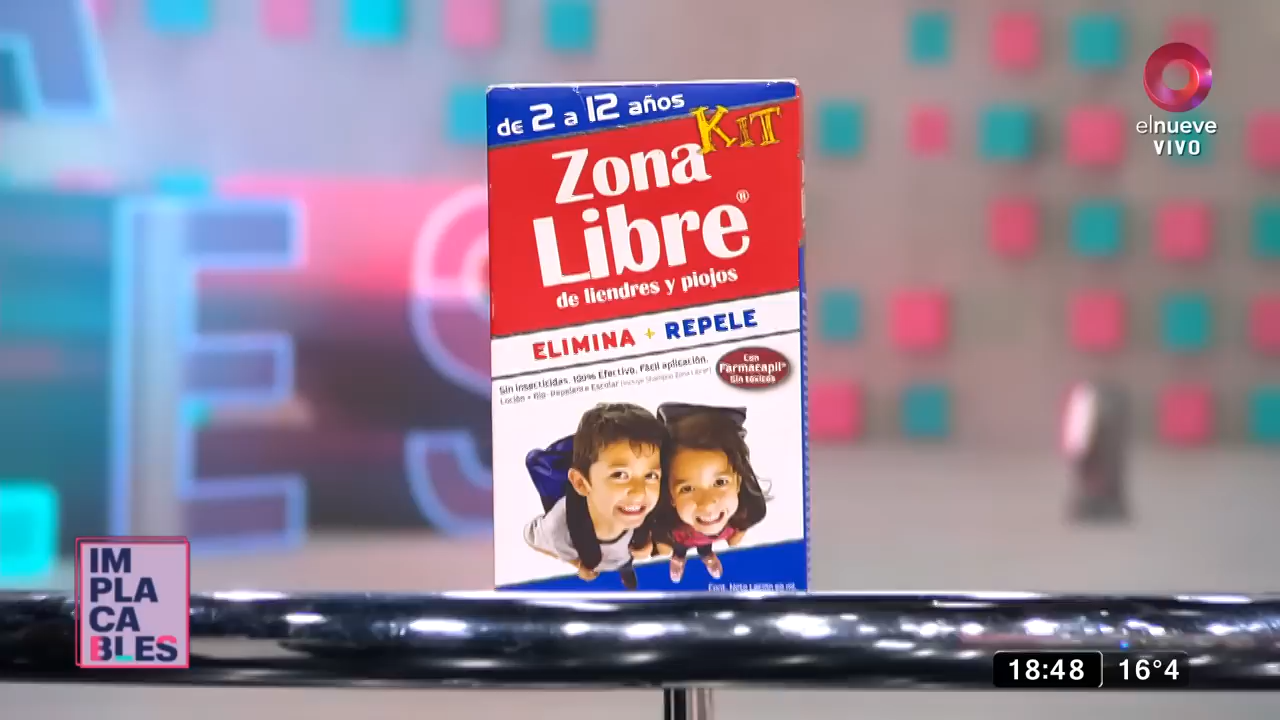 de 2 a 12 años
KIT
Zona
Libre®
de liendres y piojos
ELIMINA + REPELE
Sin insecticidas. 100% Efectivo. Fácil aplicación.
Con
Farmacapil®
Sin tóxicos
elnueve
VIVO
IM
PLA
CA
BLES
18:48 16°4